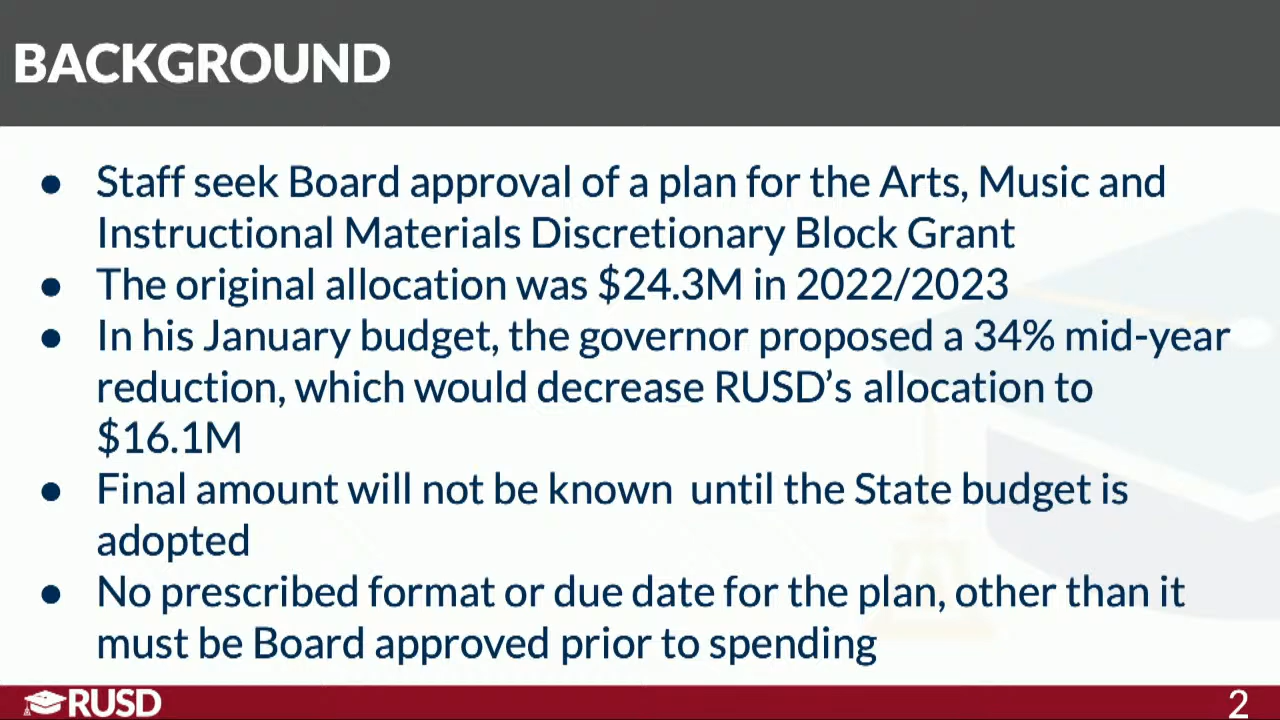 BACKGROUND
● Staff seek Board approval of a plan for the Arts, Music and
Instructional Materials Discretionary Block Grant
● The original allocation was $24.3M in 2022/2023
● In his January budget, the governor proposed a 34% mid-year
reduction, which would decrease RUSD’s allocation to
$16.1M
● Final amount will not be known  until the State budget is
adopted
● No prescribed format or due date for the plan, other than it
must be Board approved prior to spending
RUSD
2